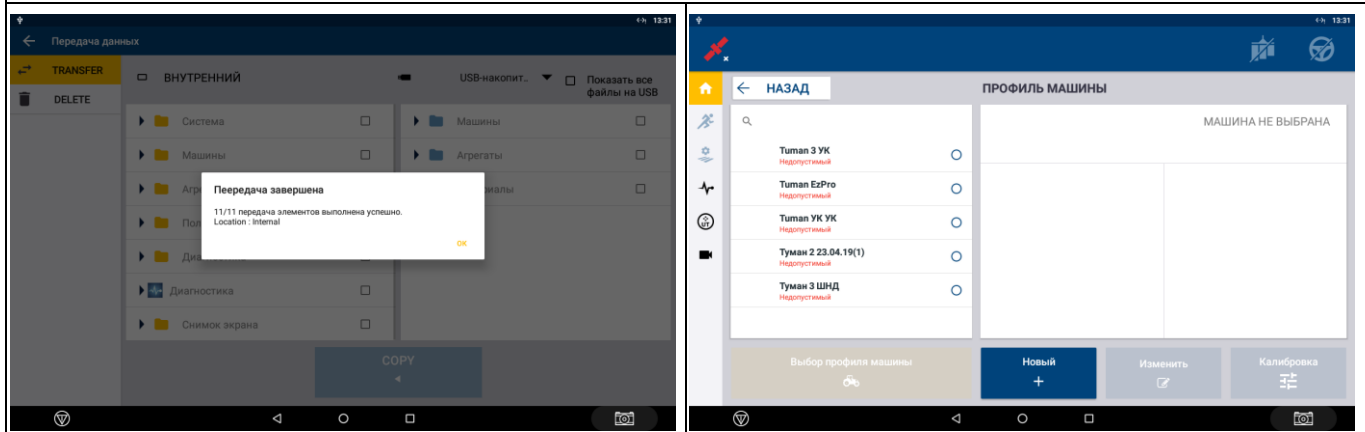 13:31
Передача данных
TRANSFER
DELETE
ВНУТРЕННИЙ
USB-накопит..
Показать все
файлы на USB
Система
Машины
Диагностика
Снимок экрана
Машины
Агрегаты
Пеередача завершена
11/11 передача элементов выполнена успешно.
Location : Internal
OK
COPY
13:31
НАЗАД
ПРОФИЛЬ МАШИНЫ
МАШИНА НЕ ВЫБРАНА
Tuman 3 УК
Недопустимый
Tuman EzPro
Недопустимый
Tuman УК УК
Недопустимый
Туман 2 23.04.19(1)
Недопустимый
Туман 3 ШНД
Недопустимый
UT
Выбор профиля машины
Новый
Изменить
Калибровка